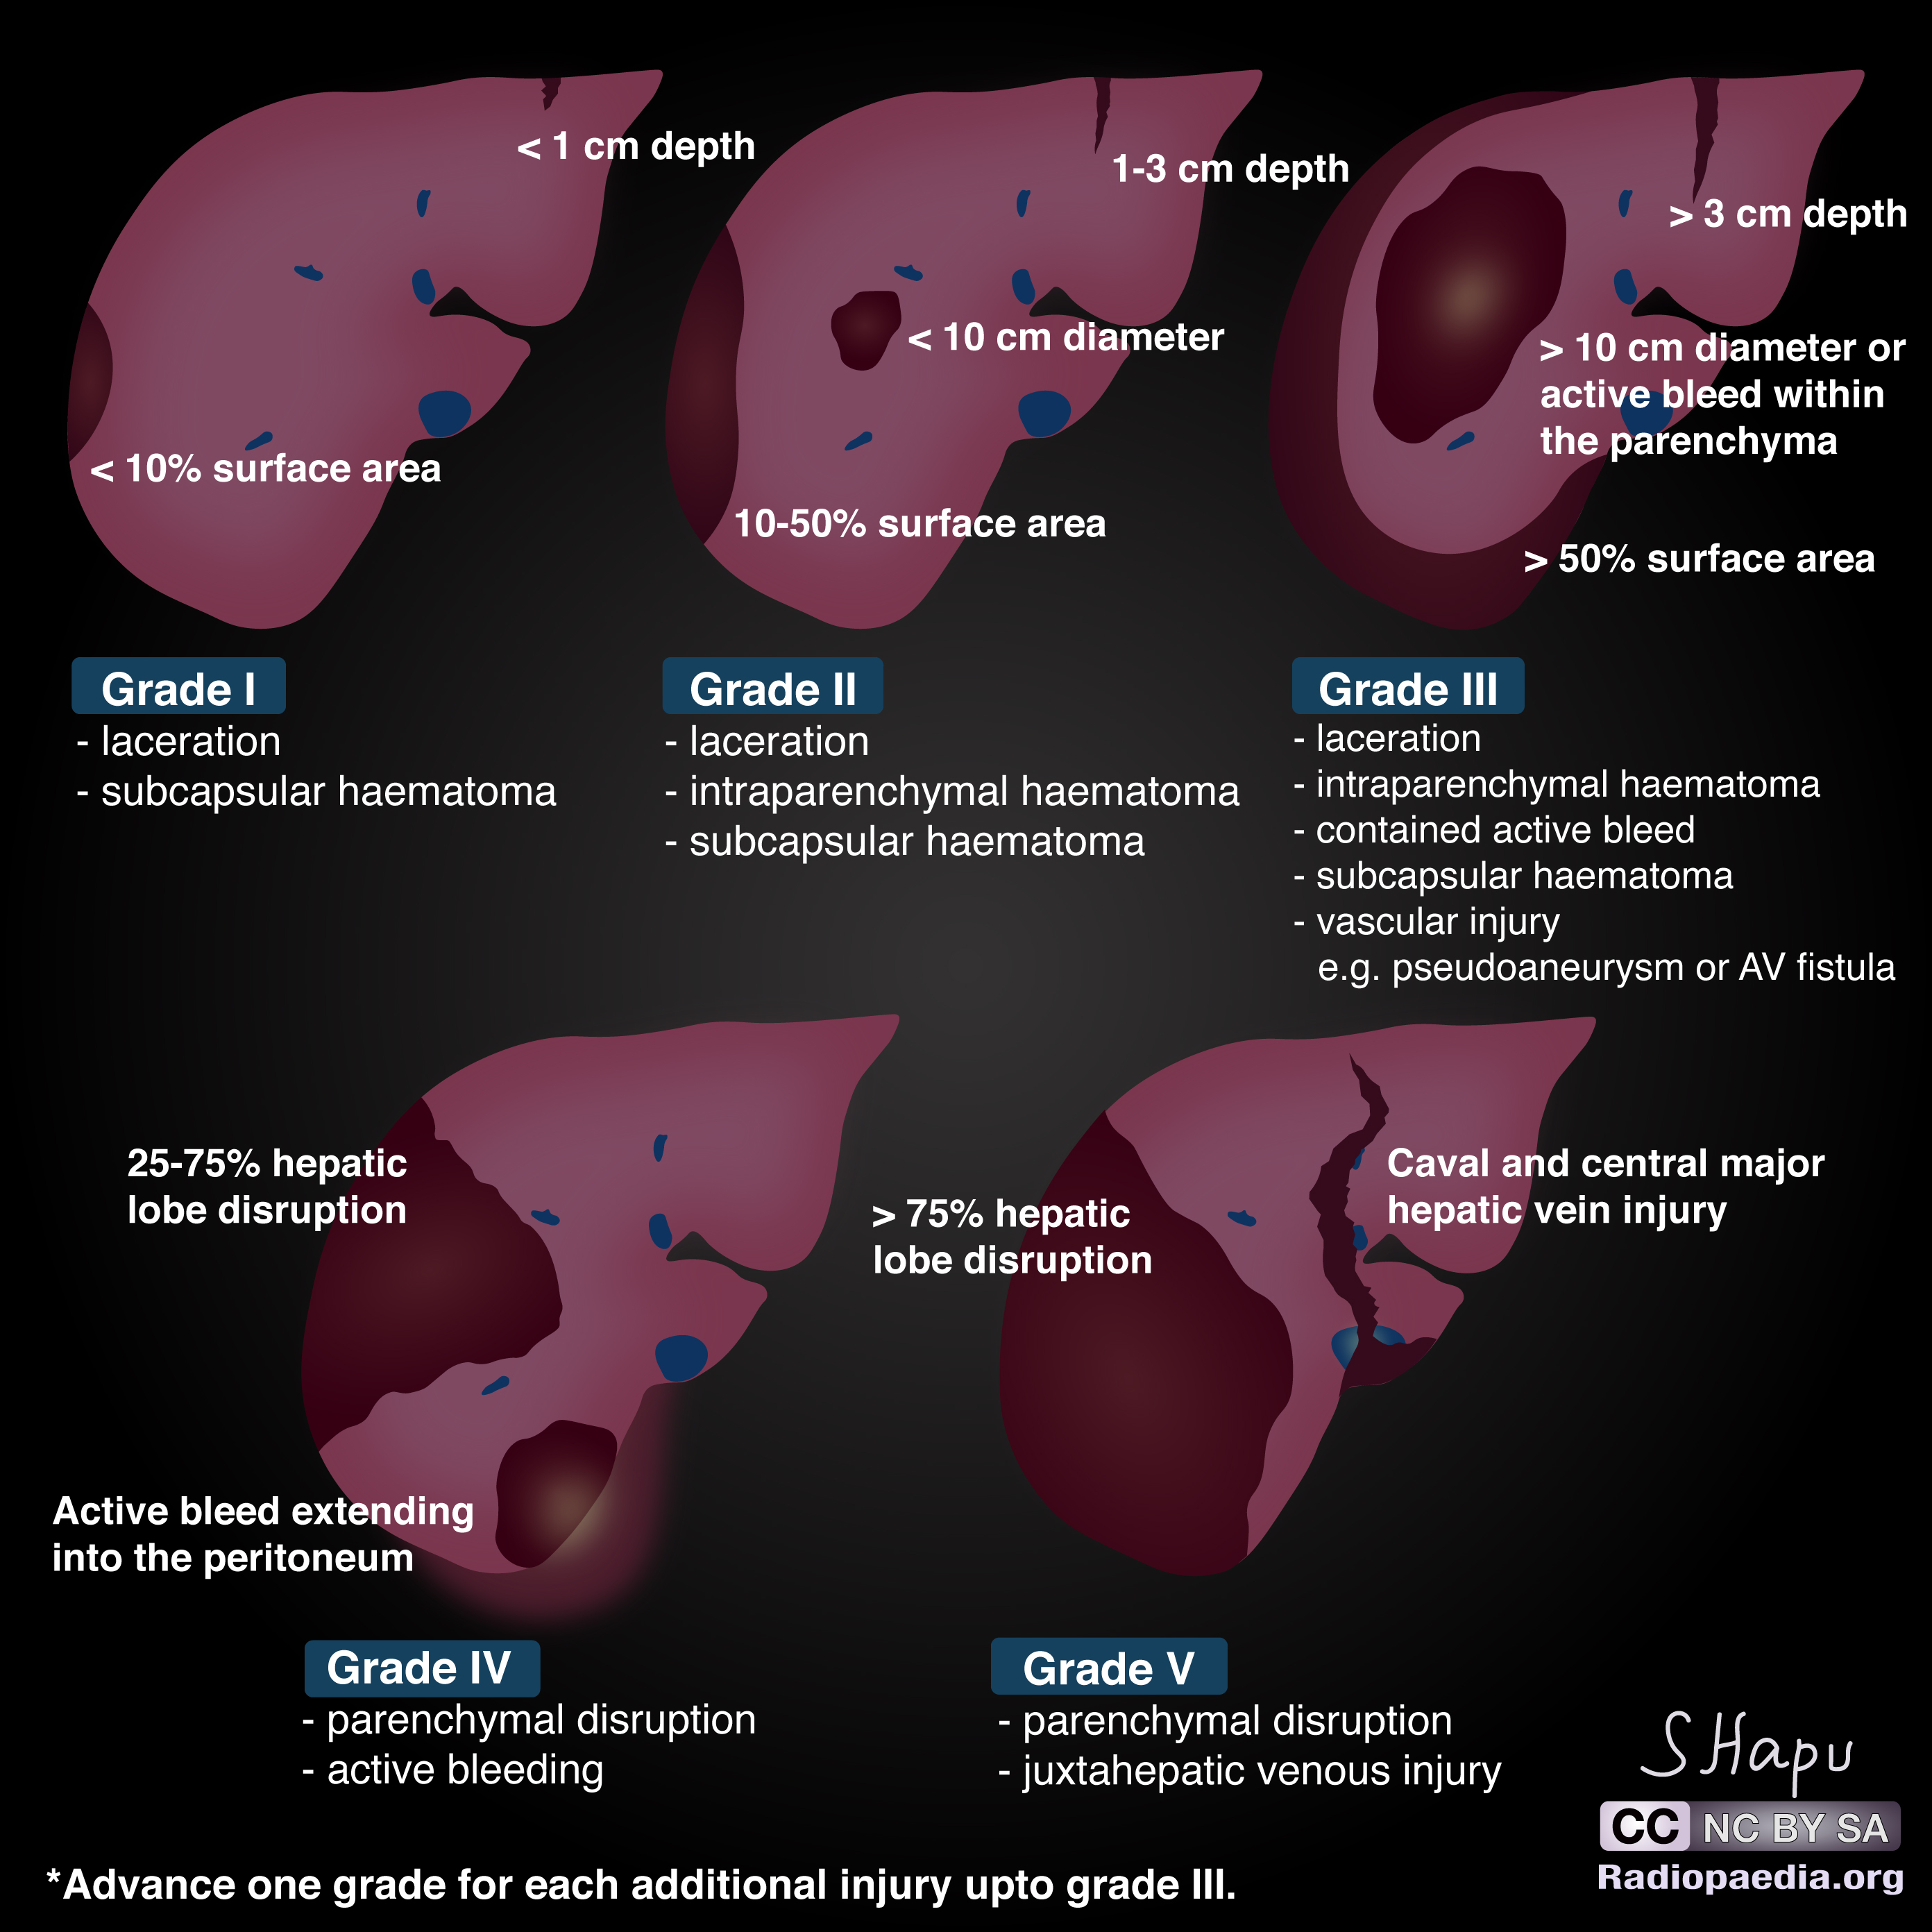 < 1 cm depth
< 10% surface area
Grade I
- laceration
- subcapsular haematoma
1-3 cm depth
< 10 cm diameter
10-50% surface area
Grade II
- laceration
- intraparenchymal haematoma
- subcapsular haematoma
> 3 cm depth
> 10 cm diameter or
active bleed within
the parenchyma
> 50% surface area
Grade III
- laceration
- intraparenchymal haematoma
- contained active bleed
- subcapsular haematoma
- vascular injury
e.g. pseudoaneurysm or AV fistula
25-75% hepatic
lobe disruption
Active bleed extending
into the peritoneum
Grade IV
- parenchymal disruption
- active bleeding
> 75% hepatic
lobe disruption
Caval and central major
hepatic vein injury
Grade V
- parenchymal disruption
- juxtahepatic venous injury
*Advance one grade for each additional injury upto grade III.
SHapu
CC NC BY SA
Radiopaedia.org